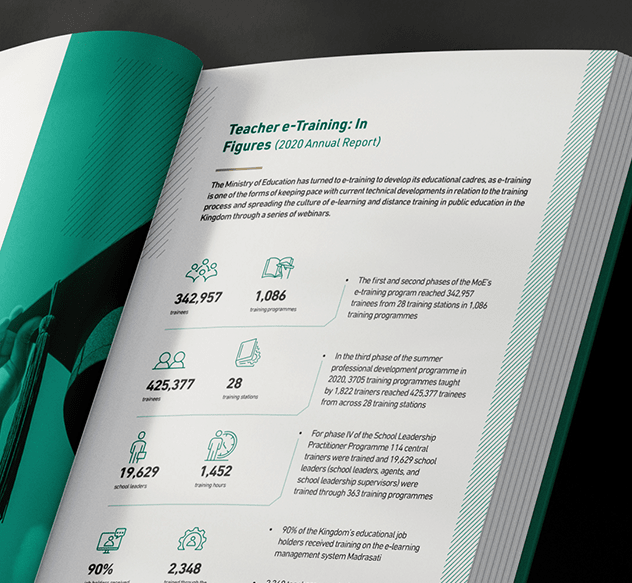 Teacher e-Training: In
Figures (2020 Annual Report)
The Ministry of Education has turned to e-training to develop its educational cadres, as e-training
is one of the forms of keeping pace with current technical developments in relation to the training
process and spreading the culture of e-learning and distance training in public education in the
Kingdom through a series of webinars.
342,957
trainees
1,086
training programmes
• The first and second phases of the MoE's
e-training program reached 342,957
trainees from 28 training stations in 1,086
training programmes
425,377
trainees
28
training stations
• In the third phase of the summer
professional development programme in
2020, 3705 training programmes taught
by 1,822 trainers reached 425,377 trainees
from across 28 training stations
19,629
school leaders
1,452
training hours
• For phase IV of the School Leadership
Practitioner Programme 114 central
trainers were trained and 19,629 school
leaders (school leaders, agents, and
school leadership supervisors) were
trained through 363 training programmes
90%
job holders received
2,348
trained through the
• 90% of the Kingdom's educational job
holders received training on the e-learning
management system Madrasati